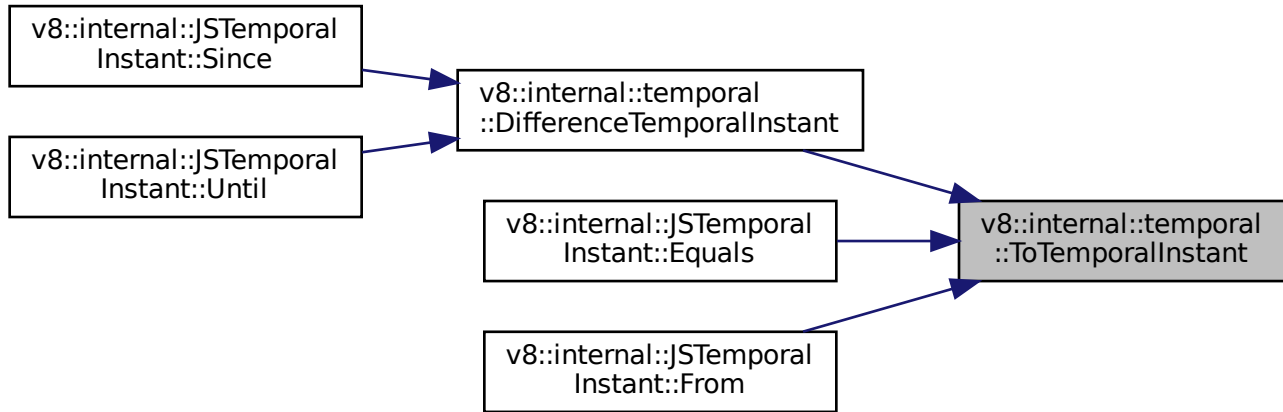 v8::internal::JSTemporal
Instant::Since
v8::internal::JSTemporal
Instant::Until
v8::internal::temporal
::DifferenceTemporalInstant
v8::internal::JSTemporal
Instant::Equals
v8::internal::JSTemporal
Instant::From
v8::internal::temporal
::ToTemporalInstant